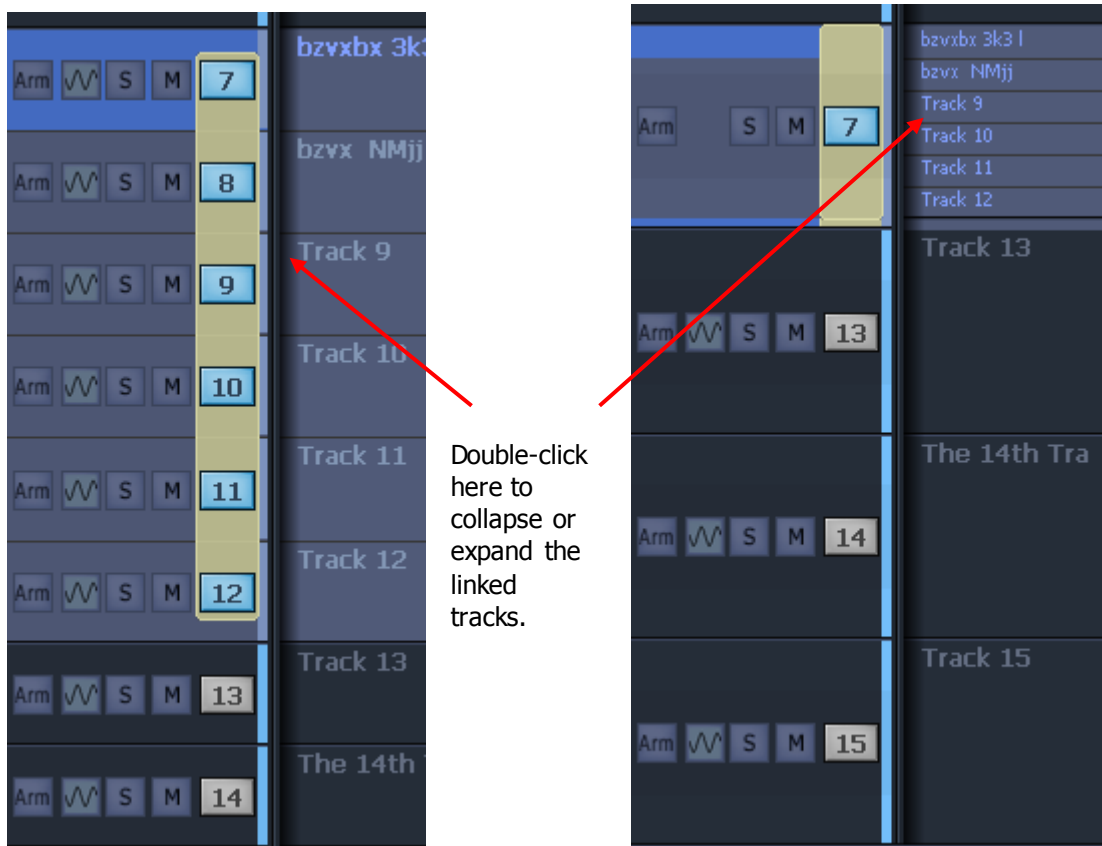 Arm S M 7 bzvxbx 3k3
Arm S M 8 bzvx NMjj
Arm S M 9 Track 9
Arm S M 10 Track 10
Arm S M 11 Track 11
Arm S M 12 Track 12
Arm S M 13 Track 13
Arm S M 14 The 14th
Double-click
here to
collapse or
expand the
linked
tracks.
Arm S M 7
bzvxbx 3k3 l
bzvx NMjj
Track 9
Track 10
Track 11
Track 12
Arm S M 13 Track 13
Arm S M 14 The 14th Tra
Arm S M 15 Track 15